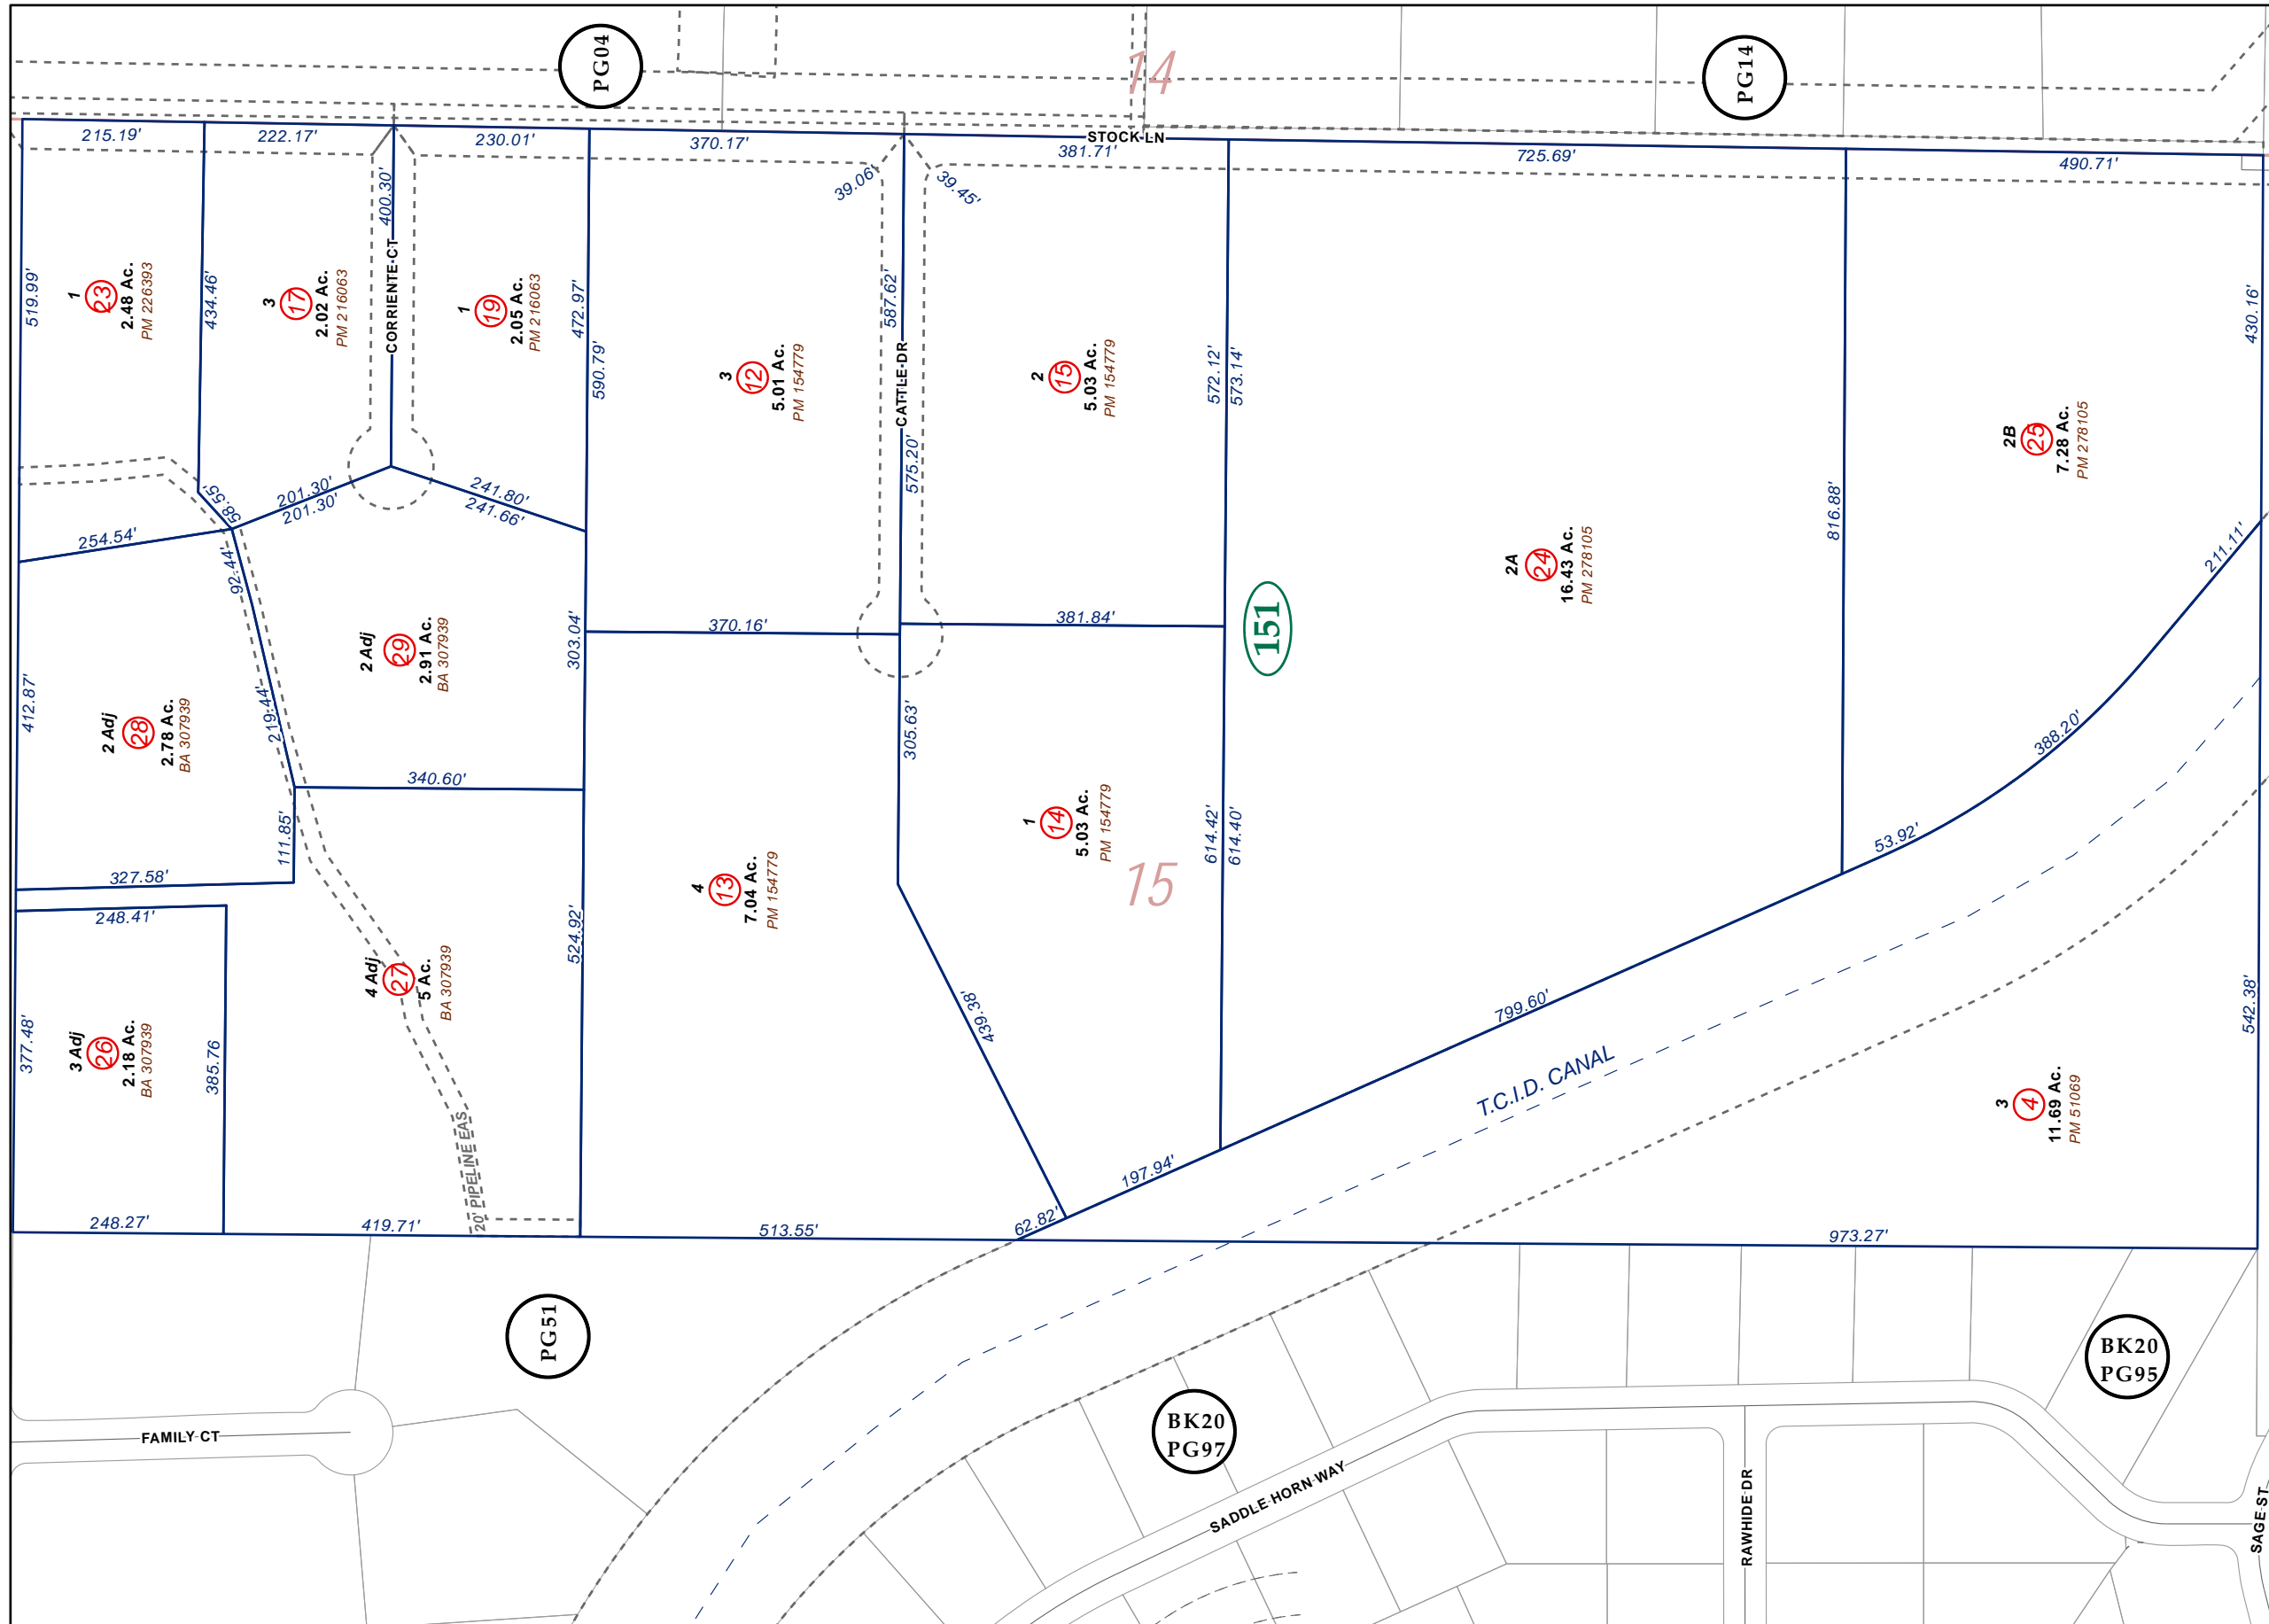 PG04
14
PG14
STOCK LN
215.19'
222.17'
230.01'
370.17'
381.71'
725.69'
490.71'
400.30'
39.06'
39.45'
519.99'
1
23
2.48 Ac.
PM 226393
434.46'
3
17
2.02 Ac.
PM 216063
CORRIENTE CT
1
19
2.05 Ac.
PM 216063
472.97'
590.79'
3
12
5.01 Ac.
PM 154779
587.62'
CATTLE DR
575.20'
2
15
5.03 Ac.
PM 154779
572.12'
573.14'
430.16'
2B
25
7.28 Ac.
PM 278105
816.88'
2A
24
16.43 Ac.
PM 278105
58.55'
201.30'
201.30'
241.80'
241.66'
254.54'
92.44'
211.11'
412.87'
2 Adj
28
2.78 Ac.
BA 307939
219.44'
2 Adj
29
2.91 Ac.
BA 307939
303.04'
370.16'
381.84'
151
305.63'
388.20'
340.60'
111.85'
327.58'
248.41'
53.92'
1
14
5.03 Ac.
PM 154779
614.42'
614.40'
15
4
13
7.04 Ac.
PM 154779
524.92'
4 Adj
27
5 Ac.
BA 307939
377.48'
3 Adj
26
2.18 Ac.
BA 307939
385.76
439.38'
799.60'
542.38'
T.C.I.D. CANAL
3
4
11.69 Ac.
PM 51069
20' PIPELINE EAS
197.94'
62.82'
248.27'
419.71'
513.55'
973.27'
PG51
BK20
PG95
BK20
PG97
FAMILY CT
SADDLE HORN WAY
RAWHIDE DR
SAGE ST